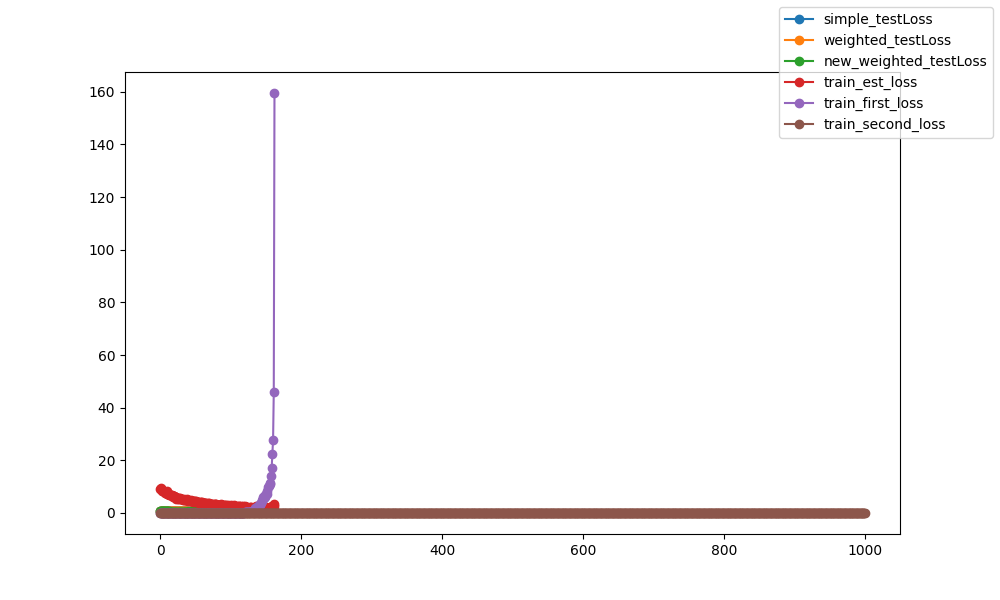 simple_testLoss
weighted_testLoss
new_weighted_testLoss
train_est_loss
train_first_loss
train_second_loss
160
140
120
100
80
60
40
20
0
0 200 400 600 800 1000